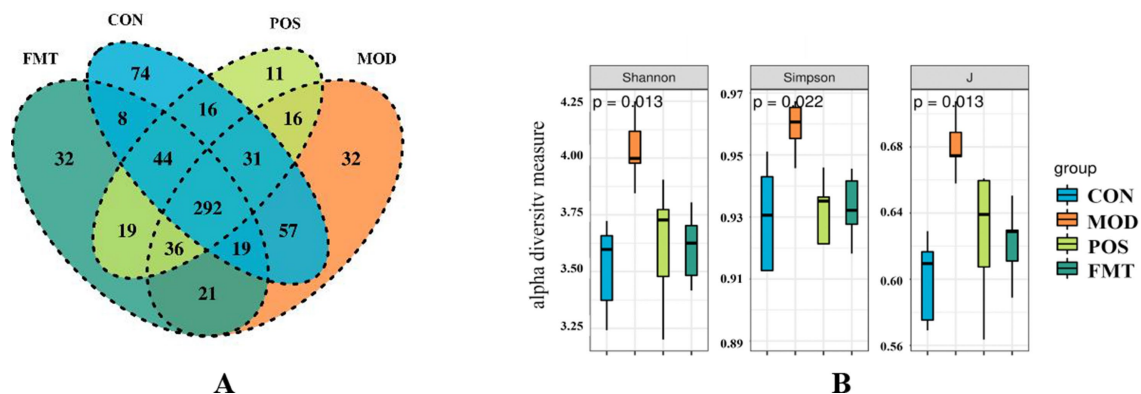 CON
POS
FMT
MOD
74
11
8
16
16
32
44
31
32
292
19
36
19
57
21
A
Shannon
Simpson
J
p = 0.013
p = 0.022
p = 0.013
alpha diversity measure
4.25
4.00
3.75
3.50
3.25
0.97
0.95
0.93
0.91
0.89
0.68
0.64
0.60
0.56
group
CON
MOD
POS
FMT
B